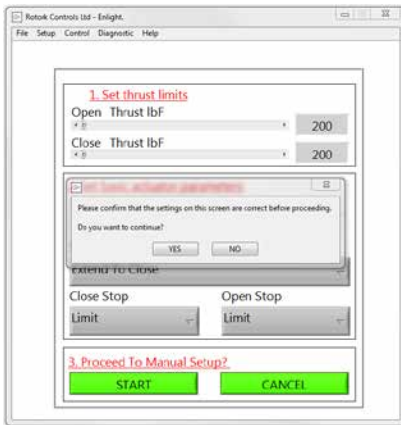 Rotork Controls Ltd - Enlight.
File Setup Control Diagnostic Help
1. Set thrust limits
Open Thrust lbF
200
Close Thrust lbF
200
Please confirm that the settings on this screen are correct before proceeding.
Do you want to continue?
YES NO
Extend To Close
Close Stop Open Stop
Limit Limit
3. Proceed To Manual Setup?
START CANCEL